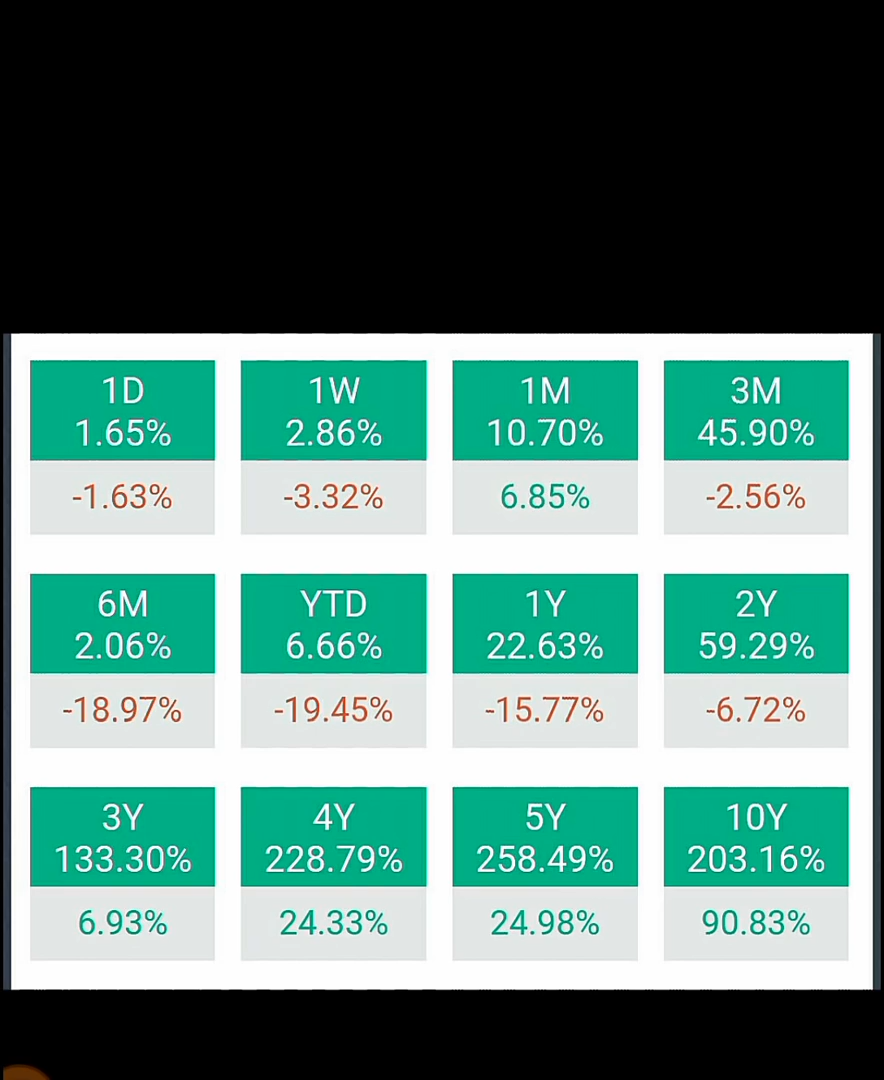 1D 1W 1M 3M
1.65% 2.86% 10.70% 45.90%
-1.63% -3.32% 6.85% -2.56%
6M YTD 1Y 2Y
2.06% 6.66% 22.63% 59.29%
-18.97% -19.45% -15.77% -6.72%
3Y 4Y 5Y 10Y
133.30% 228.79% 258.49% 203.16%
6.93% 24.33% 24.98% 90.83%